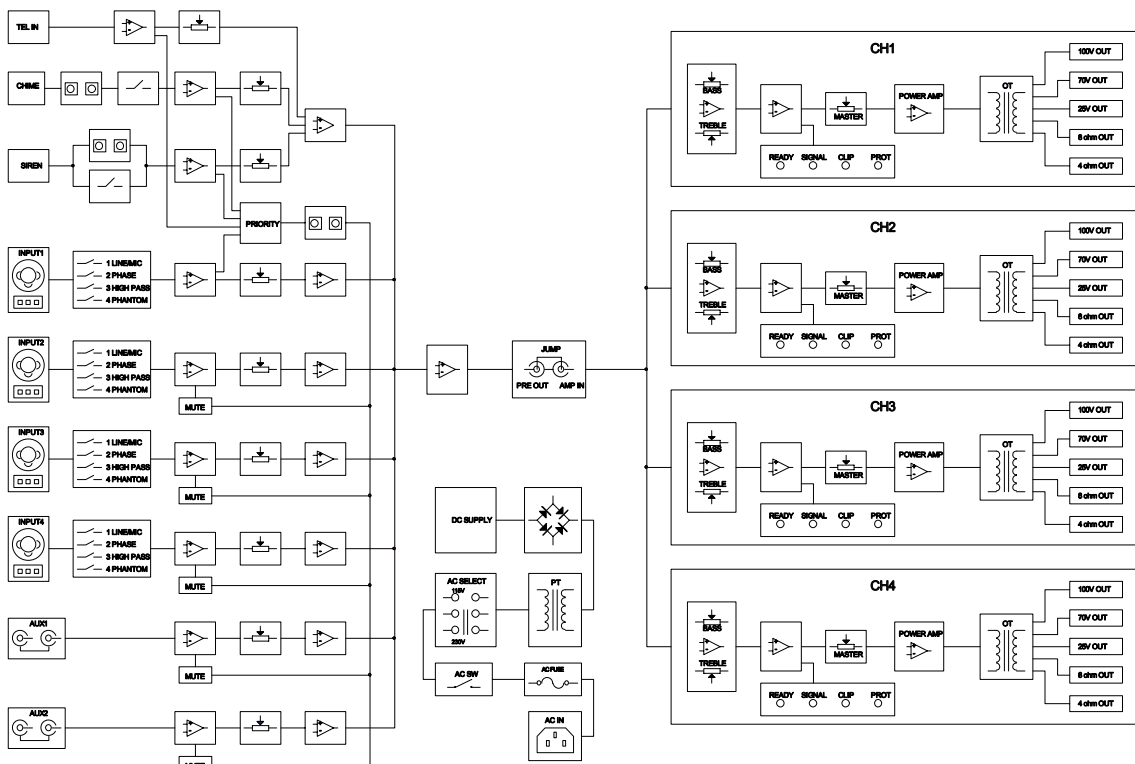 TEL IN
CHIME
SIREN
PRIORITY
INPUT1
1 LINE/MIC
2 PHASE
3 HIGH PASS
4 PHANTOM
INPUT2
1 LINE/MIC
2 PHASE
3 HIGH PASS
4 PHANTOM
MUTE
INPUT3
1 LINE/MIC
2 PHASE
3 HIGH PASS
4 PHANTOM
MUTE
INPUT4
1 LINE/MIC
2 PHASE
3 HIGH PASS
4 PHANTOM
MUTE
AUX1
MUTE
AUX2
MUTE
JUMP
PRE OUT AMP IN
DC SUPPLY
AC SELECT
115V
230V
PT
AC SW
AC FUSE
AC IN
CH1
BASS
TREBLE
MASTER
POWER AMP
OT
READY SIGNAL CLIP PROT
100V OUT
70V OUT
25V OUT
8 ohm OUT
4 ohm OUT
CH2
BASS
TREBLE
MASTER
POWER AMP
OT
READY SIGNAL CLIP PROT
100V OUT
70V OUT
25V OUT
8 ohm OUT
4 ohm OUT
CH3
BASS
TREBLE
MASTER
POWER AMP
OT
READY SIGNAL CLIP PROT
100V OUT
70V OUT
25V OUT
8 ohm OUT
4 ohm OUT
CH4
BASS
TREBLE
MASTER
POWER AMP
OT
READY SIGNAL CLIP PROT
100V OUT
70V OUT
25V OUT
8 ohm OUT
4 ohm OUT